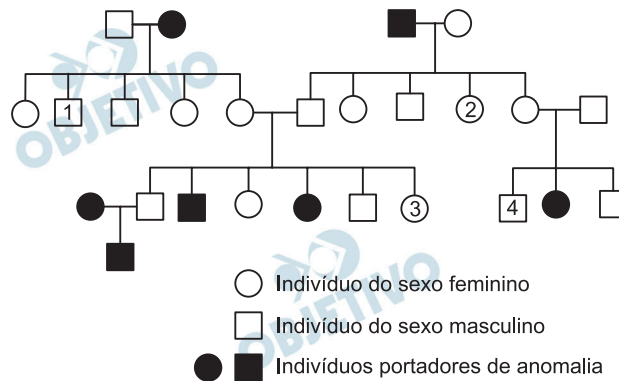 OBJETIVO
1
2
3
4
OBJETIVO
Indivíduo do sexo feminino
Indivíduo do sexo masculino
Indivíduos portadores de anomalia